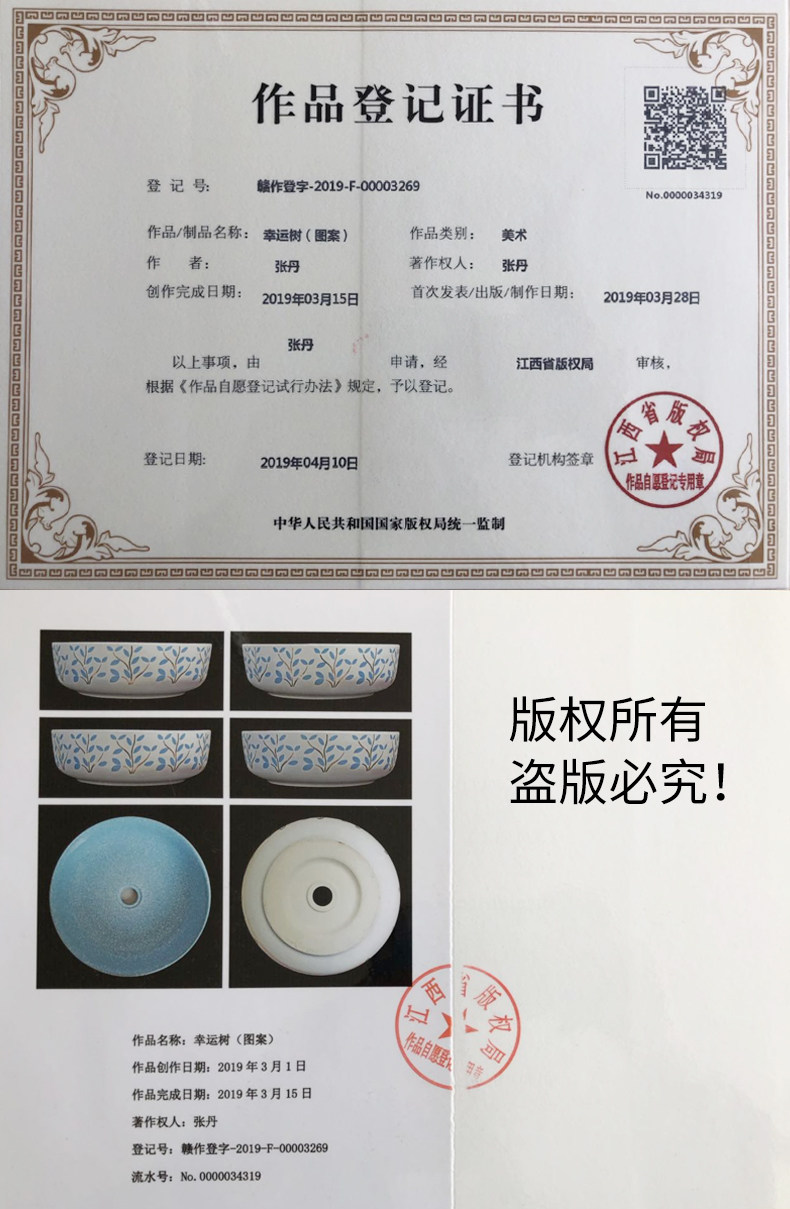 作品登记证书
No.0000034319
登 记 号: 赣作登字-2019-F-00003269
作品/制品名称: 幸运树(图案) 作品类别: 美术
作 者: 张丹 著作权人: 张丹
创作完成日期: 2019年03月15日 首次发表/出版/制作日期: 2019年03月28日
以上事项,由 张丹 申请,经 江西省版权局 审核,
根据《作品自愿登记试行办法》规定,予以登记。
登记日期: 2019年04月10日 登记机构签章
江西省版权局
作品自愿登记专用章
中华人民共和国国家版权局统一监制
版权所有
盗版必究!
江西省版权局
作品自愿登
作品名称:幸运树(图案)
作品创作日期:2019年3月1日
作品完成日期:2019年3月15日
著作权人:张丹
登记号:赣作登字-2019-F-00003269
流水号:No.0000034319